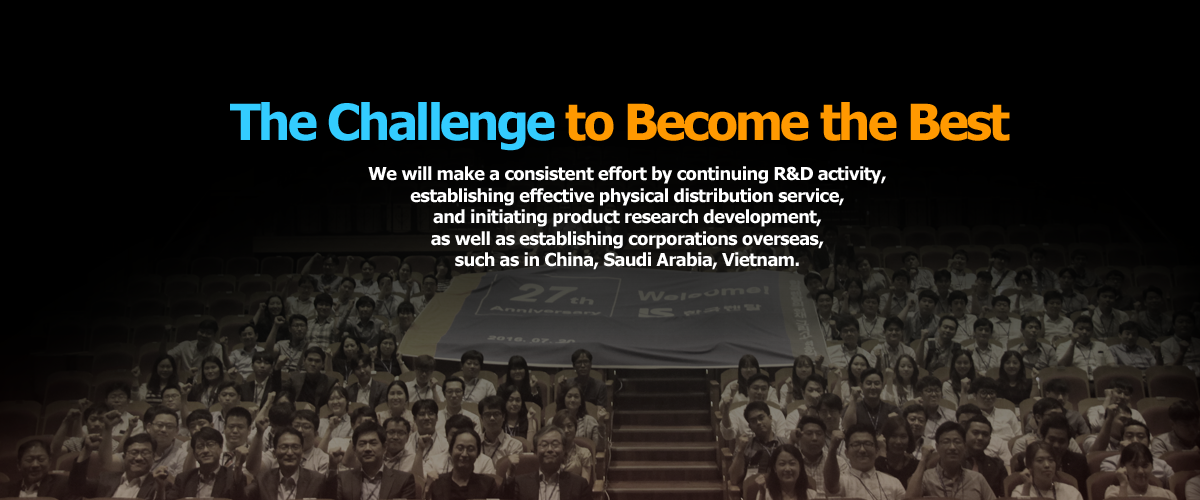 The Challenge to Become the Best
We will make a consistent effort by continuing R&D activity,
establishing effective physical distribution service,
and initiating product research development,
as well as establishing corporations overseas,
such as in China, Saudi Arabia, Vietnam.
27th
Anniversary
Welcome!
LS